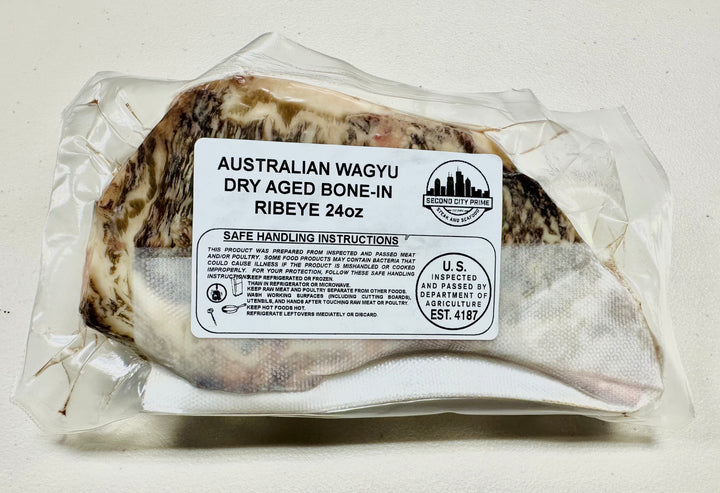 AUSTRALIAN WAGYU
DRY AGED BONE-IN
RIBEYE 24oz
SECOND CITY PRIME
STEAK AND SEAFOOD
SAFE HANDLING INSTRUCTIONS
THIS PRODUCT WAS PREPARED FROM INSPECTED AND PASSED MEAT
AND/OR POULTRY. SOME FOOD PRODUCTS MAY CONTAIN BACTERIA THAT
COULD CAUSE ILLNESS IF THE PRODUCT IS MISHANDLED OR COOKED
IMPROPERLY. FOR YOUR PROTECTION, FOLLOW THESE SAFE HANDLING
INSTRUCTIONS
KEEP REFRIGERATED OR FROZEN.
THAW IN REFRIGERATOR OR MICROWAVE.
KEEP RAW MEAT AND POULTRY SEPARATE FROM OTHER FOODS.
WASH WORKING SURFACES (INCLUDING CUTTING BOARDS),
UTENSILS, AND HANDS AFTER TOUCHING RAW MEAT OR POULTRY.
KEEP HOT FOODS HOT.
REFRIGERATE LEFTOVERS IMEDIATELY OR DISCARD.
U.S.
INSPECTED
AND PASSED BY
DEPARTMENT OF
AGRICULTURE
EST. 4187